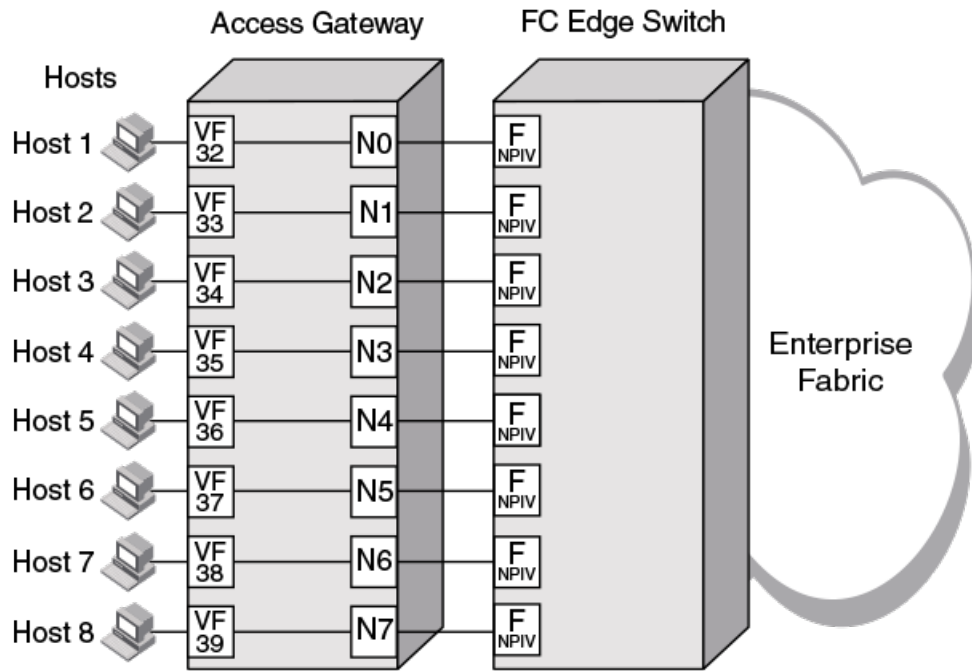 Access Gateway
FC Edge Switch
Hosts
Host 1
VF
32
N0
F
NPIV
Host 2
VF
33
N1
F
NPIV
Host 3
VF
34
N2
F
NPIV
Host 4
VF
35
N3
F
NPIV
Host 5
VF
36
N4
F
NPIV
Host 6
VF
37
N5
F
NPIV
Host 7
VF
38
N6
F
NPIV
Host 8
VF
39
N7
F
NPIV
Enterprise
Fabric